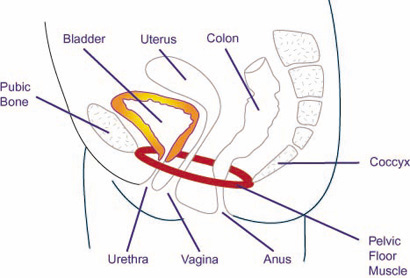 Bladder
Uterus
Colon
Pubic
Bone
Coccyx
Urethra
Vagina
Anus
Pelvic
Floor
Muscle